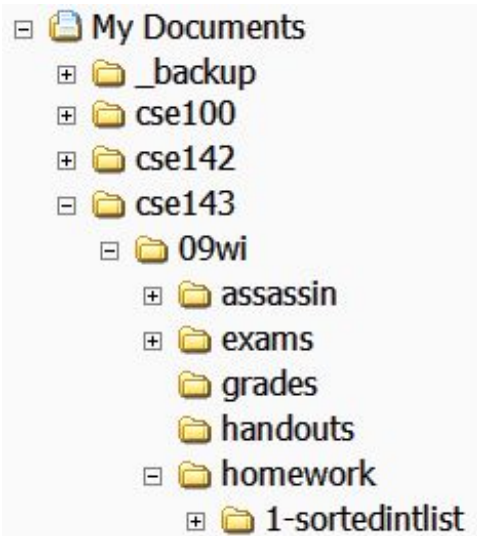 My Documents
_backup
cse100
cse142
cse143
09wi
assassin
exams
grades
handouts
homework
1-sortedintlist